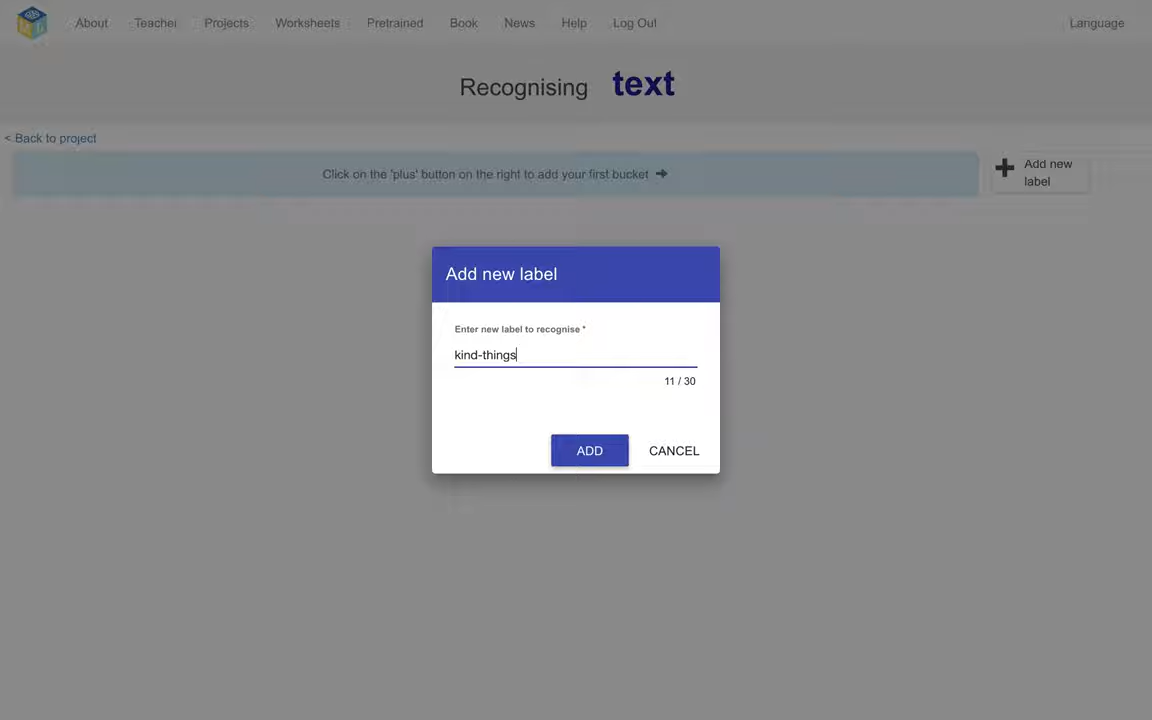 About Teacher Projects Worksheets Pretrained Book News Help Log Out Language
Recognising text
< Back to project
Click on the 'plus' button on the right to add your first bucket
Add new
label
Add new label
Enter new label to recognise *
kind-things
11 / 30
ADD CANCEL